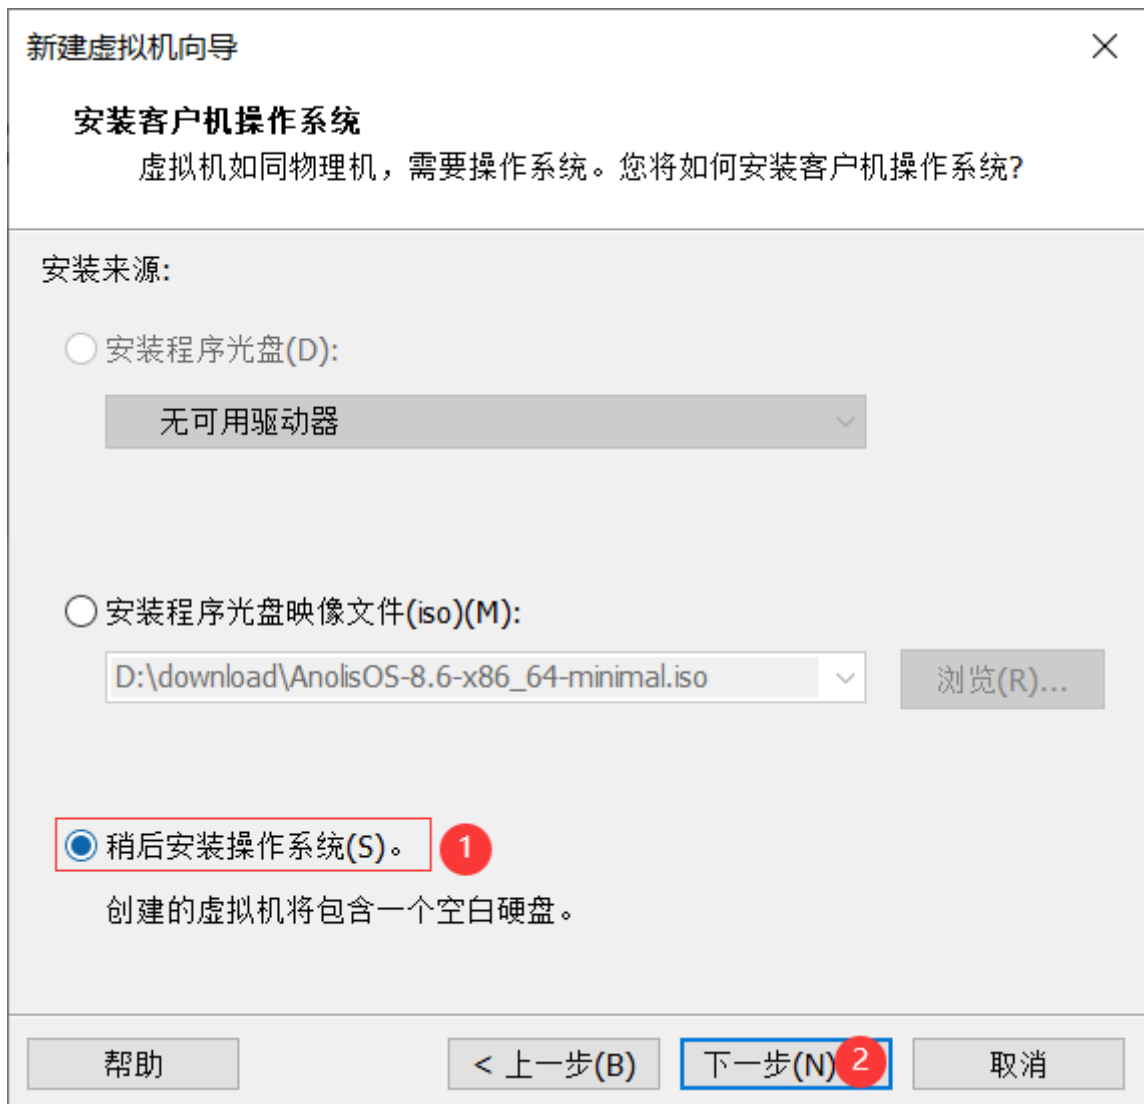 新建虚拟机向导
安装客户机操作系统
虚拟机如同物理机，需要操作系统。您将如何安装客户机操作系统?
安装来源:
安装程序光盘(D):
无可用驱动器
安装程序光盘映像文件(iso)(M):
D:\download\AnolisOS-8.6-x86_64-minimal.iso 浏览(R)...
稍后安装操作系统(S)。 1
创建的虚拟机将包含一个空白硬盘。
帮助 < 上一步(B) 下一步(N) 2 取消